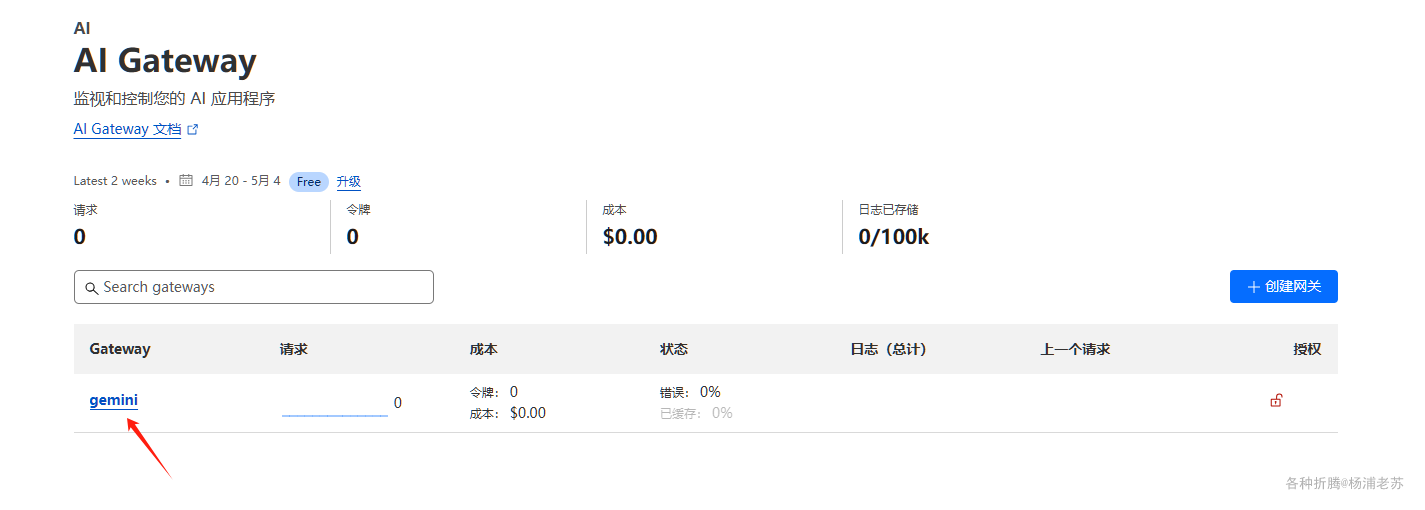 AI
AI Gateway
监视和控制您的 AI 应用程序
AI Gateway 文档
Latest 2 weeks • 4月 20 - 5月 4 Free 升级
请求 令牌 成本 日志已存储
0 0 $0.00 0/100k
Search gateways 创建网关
Gateway 请求 成本 状态 日志（总计） 上一个请求 授权
gemini 0 令牌： 0 错误： 0%
成本： $0.00 已缓存： 0%
各种折腾@杨浦老苏